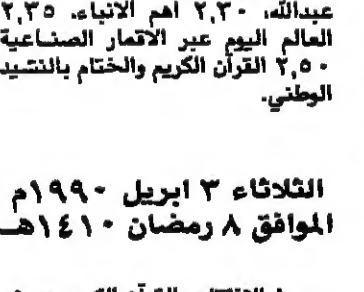 عبدالله، ٢,٣٠ اهم الانباء، ٢,٣٥
العالم اليوم عبر الاقمار الصناعية
٢,٥٠ القرآن الكريم والختام بالنشيد
الوطني.
الثلاثاء ٣ ابريل ١٩٩٠م
الموافق ٨ رمضان ١٤١٠هـ